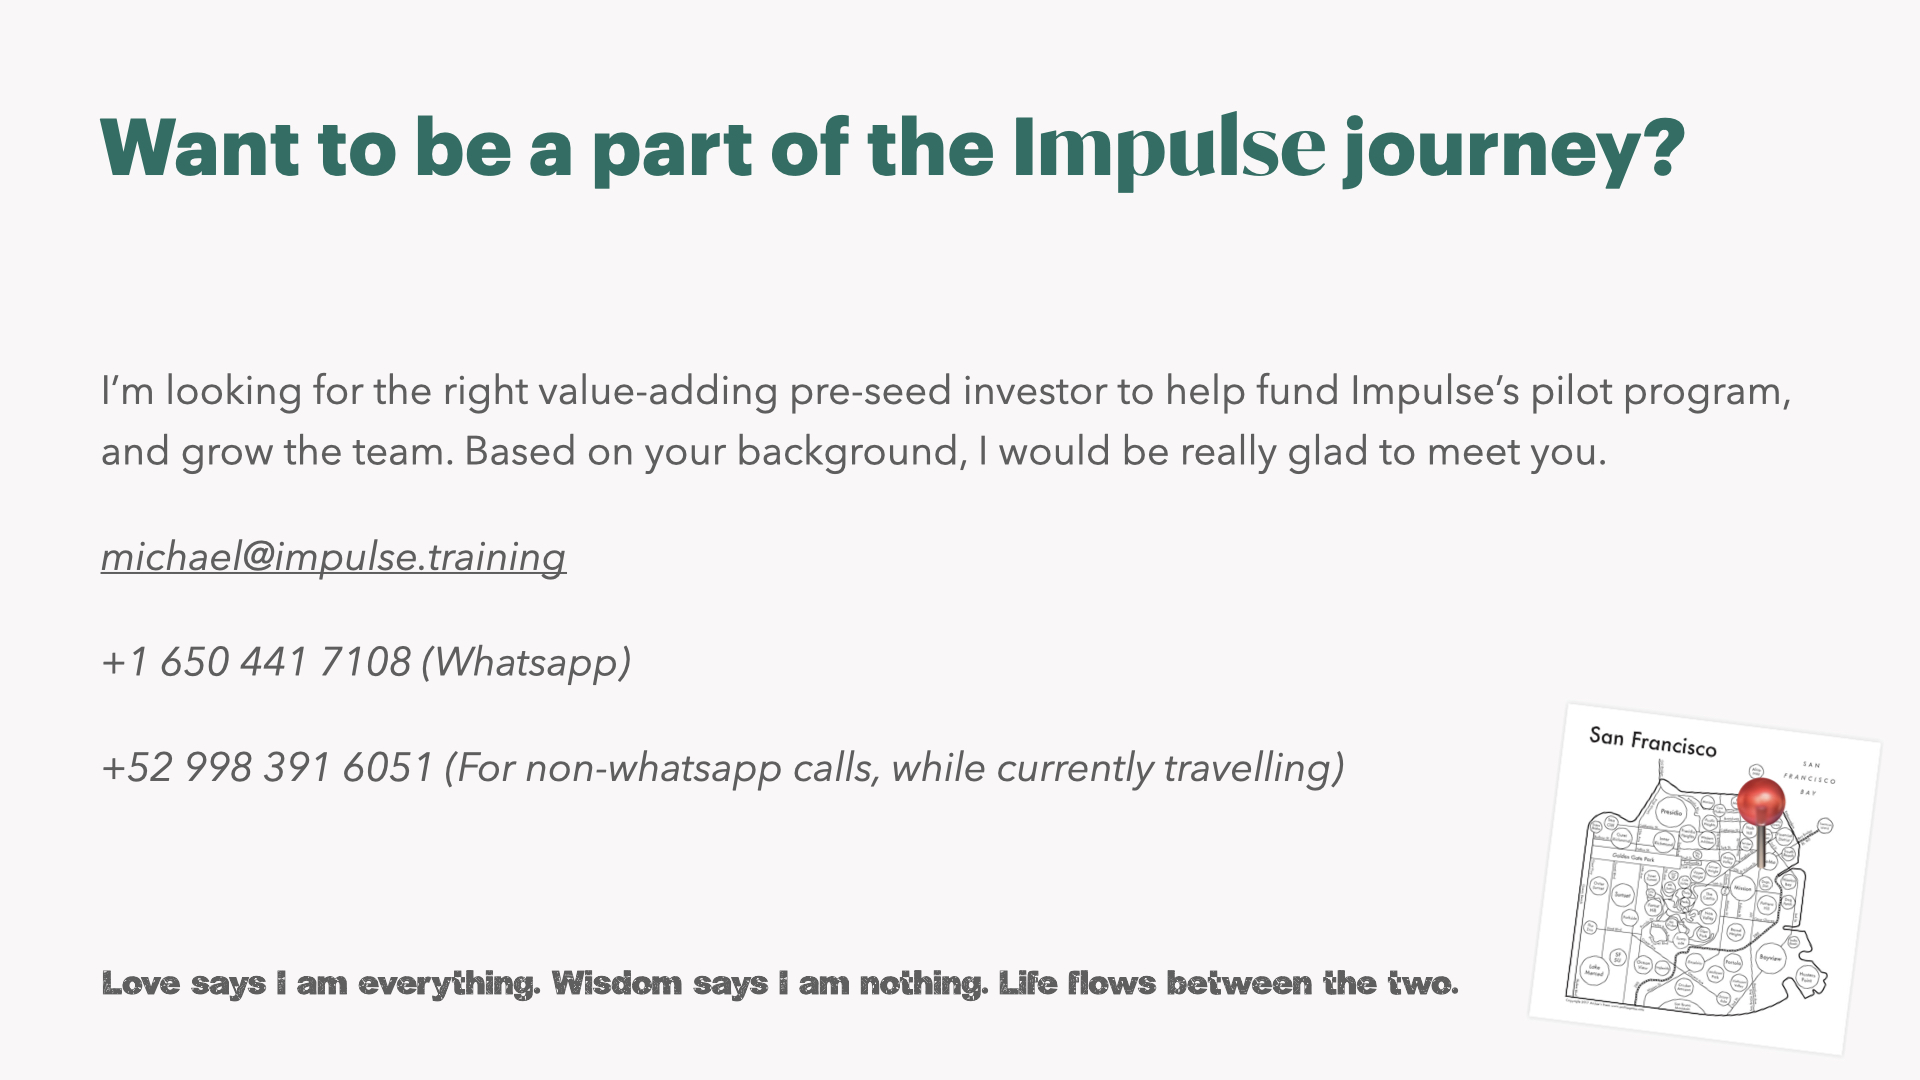 Want to be a part of the Impulse journey?
I’m looking for the right value-adding pre-seed investor to help fund Impulse’s pilot program,
and grow the team. Based on your background, I would be really glad to meet you.
michael@impulse.training
+1 650 441 7108 (Whatsapp)
+52 998 391 6051 (For non-whatsapp calls, while currently travelling)
San Francisco
SAN
FRANCISCO
BAY
Presidio
Golden Gate Park
Sunset
Mission
Bayview
Lake
Merced
Portola
Love says I am everything. Wisdom says I am nothing. Life flows between the two.